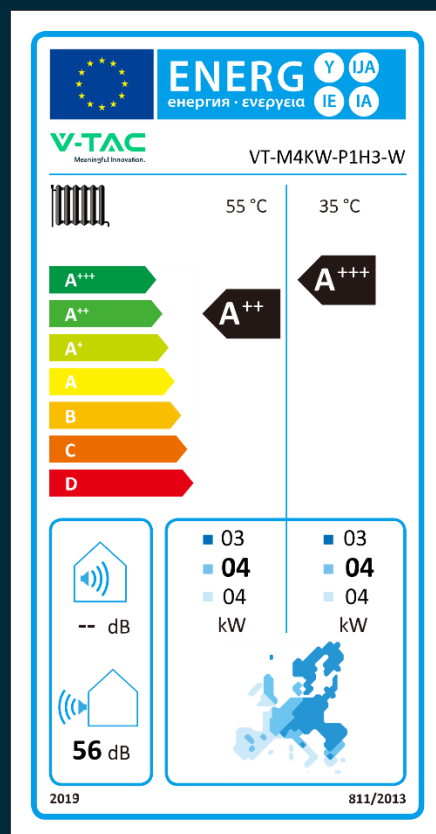 ENERG Y IJA
енергия · ενεργεια IE IA
V-TAC
Meaningful Innovation.
VT-M4KW-P1H3-W
55 °C 35 °C
A+++
A++
A+
A
B
C
D
A++
A+++
03 03
04 04
04 04
kW kW
-- dB
56 dB
2019 811/2013